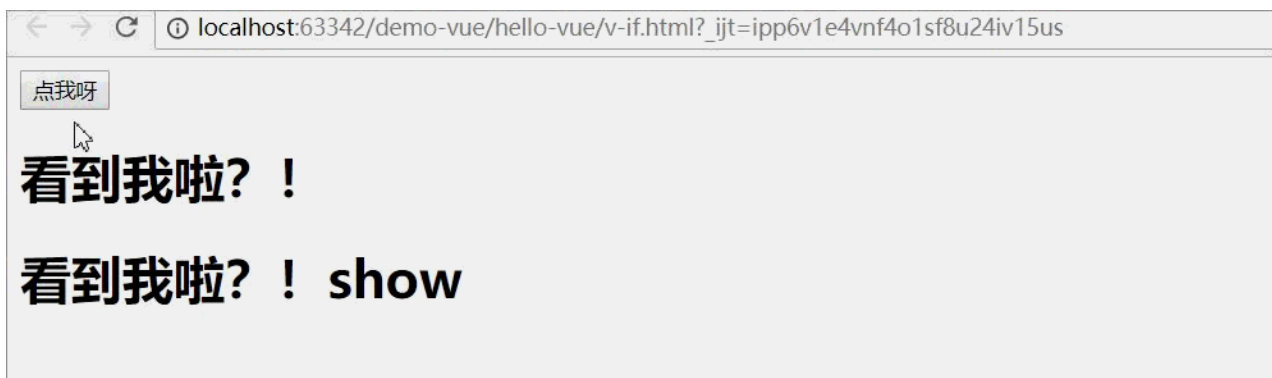 localhost:63342/demo-vue/hello-vue/v-if.html?_ijt=ipp6v1e4vnf4o1sf8u24iv15us
点我呀
看到我啦？！
看到我啦？！ show